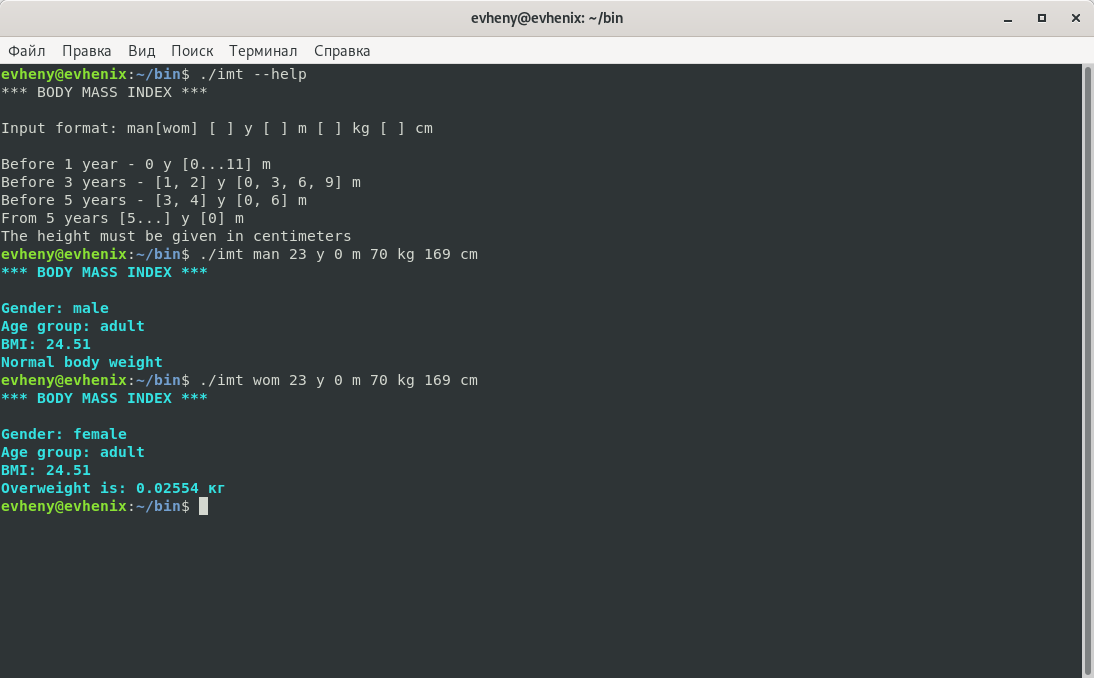 evheny@evhenix: ~/bin
Файл Правка Вид Поиск Терминал Справка
evheny@evhenix:~/bin$ ./imt --help
*** BODY MASS INDEX ***
Input format: man[wom] [ ] y [ ] m [ ] kg [ ] cm
Before 1 year - 0 y [0...11] m
Before 3 years - [1, 2] y [0, 3, 6, 9] m
Before 5 years - [3, 4] y [0, 6] m
From 5 years [5...] y [0] m
The height must be given in centimeters
evheny@evhenix:~/bin$ ./imt man 23 y 0 m 70 kg 169 cm
*** BODY MASS INDEX ***
Gender: male
Age group: adult
BMI: 24.51
Normal body weight
evheny@evhenix:~/bin$ ./imt wom 23 y 0 m 70 kg 169 cm
*** BODY MASS INDEX ***
Gender: female
Age group: adult
BMI: 24.51
Overweight is: 0.02554 кг
evheny@evhenix:~/bin$